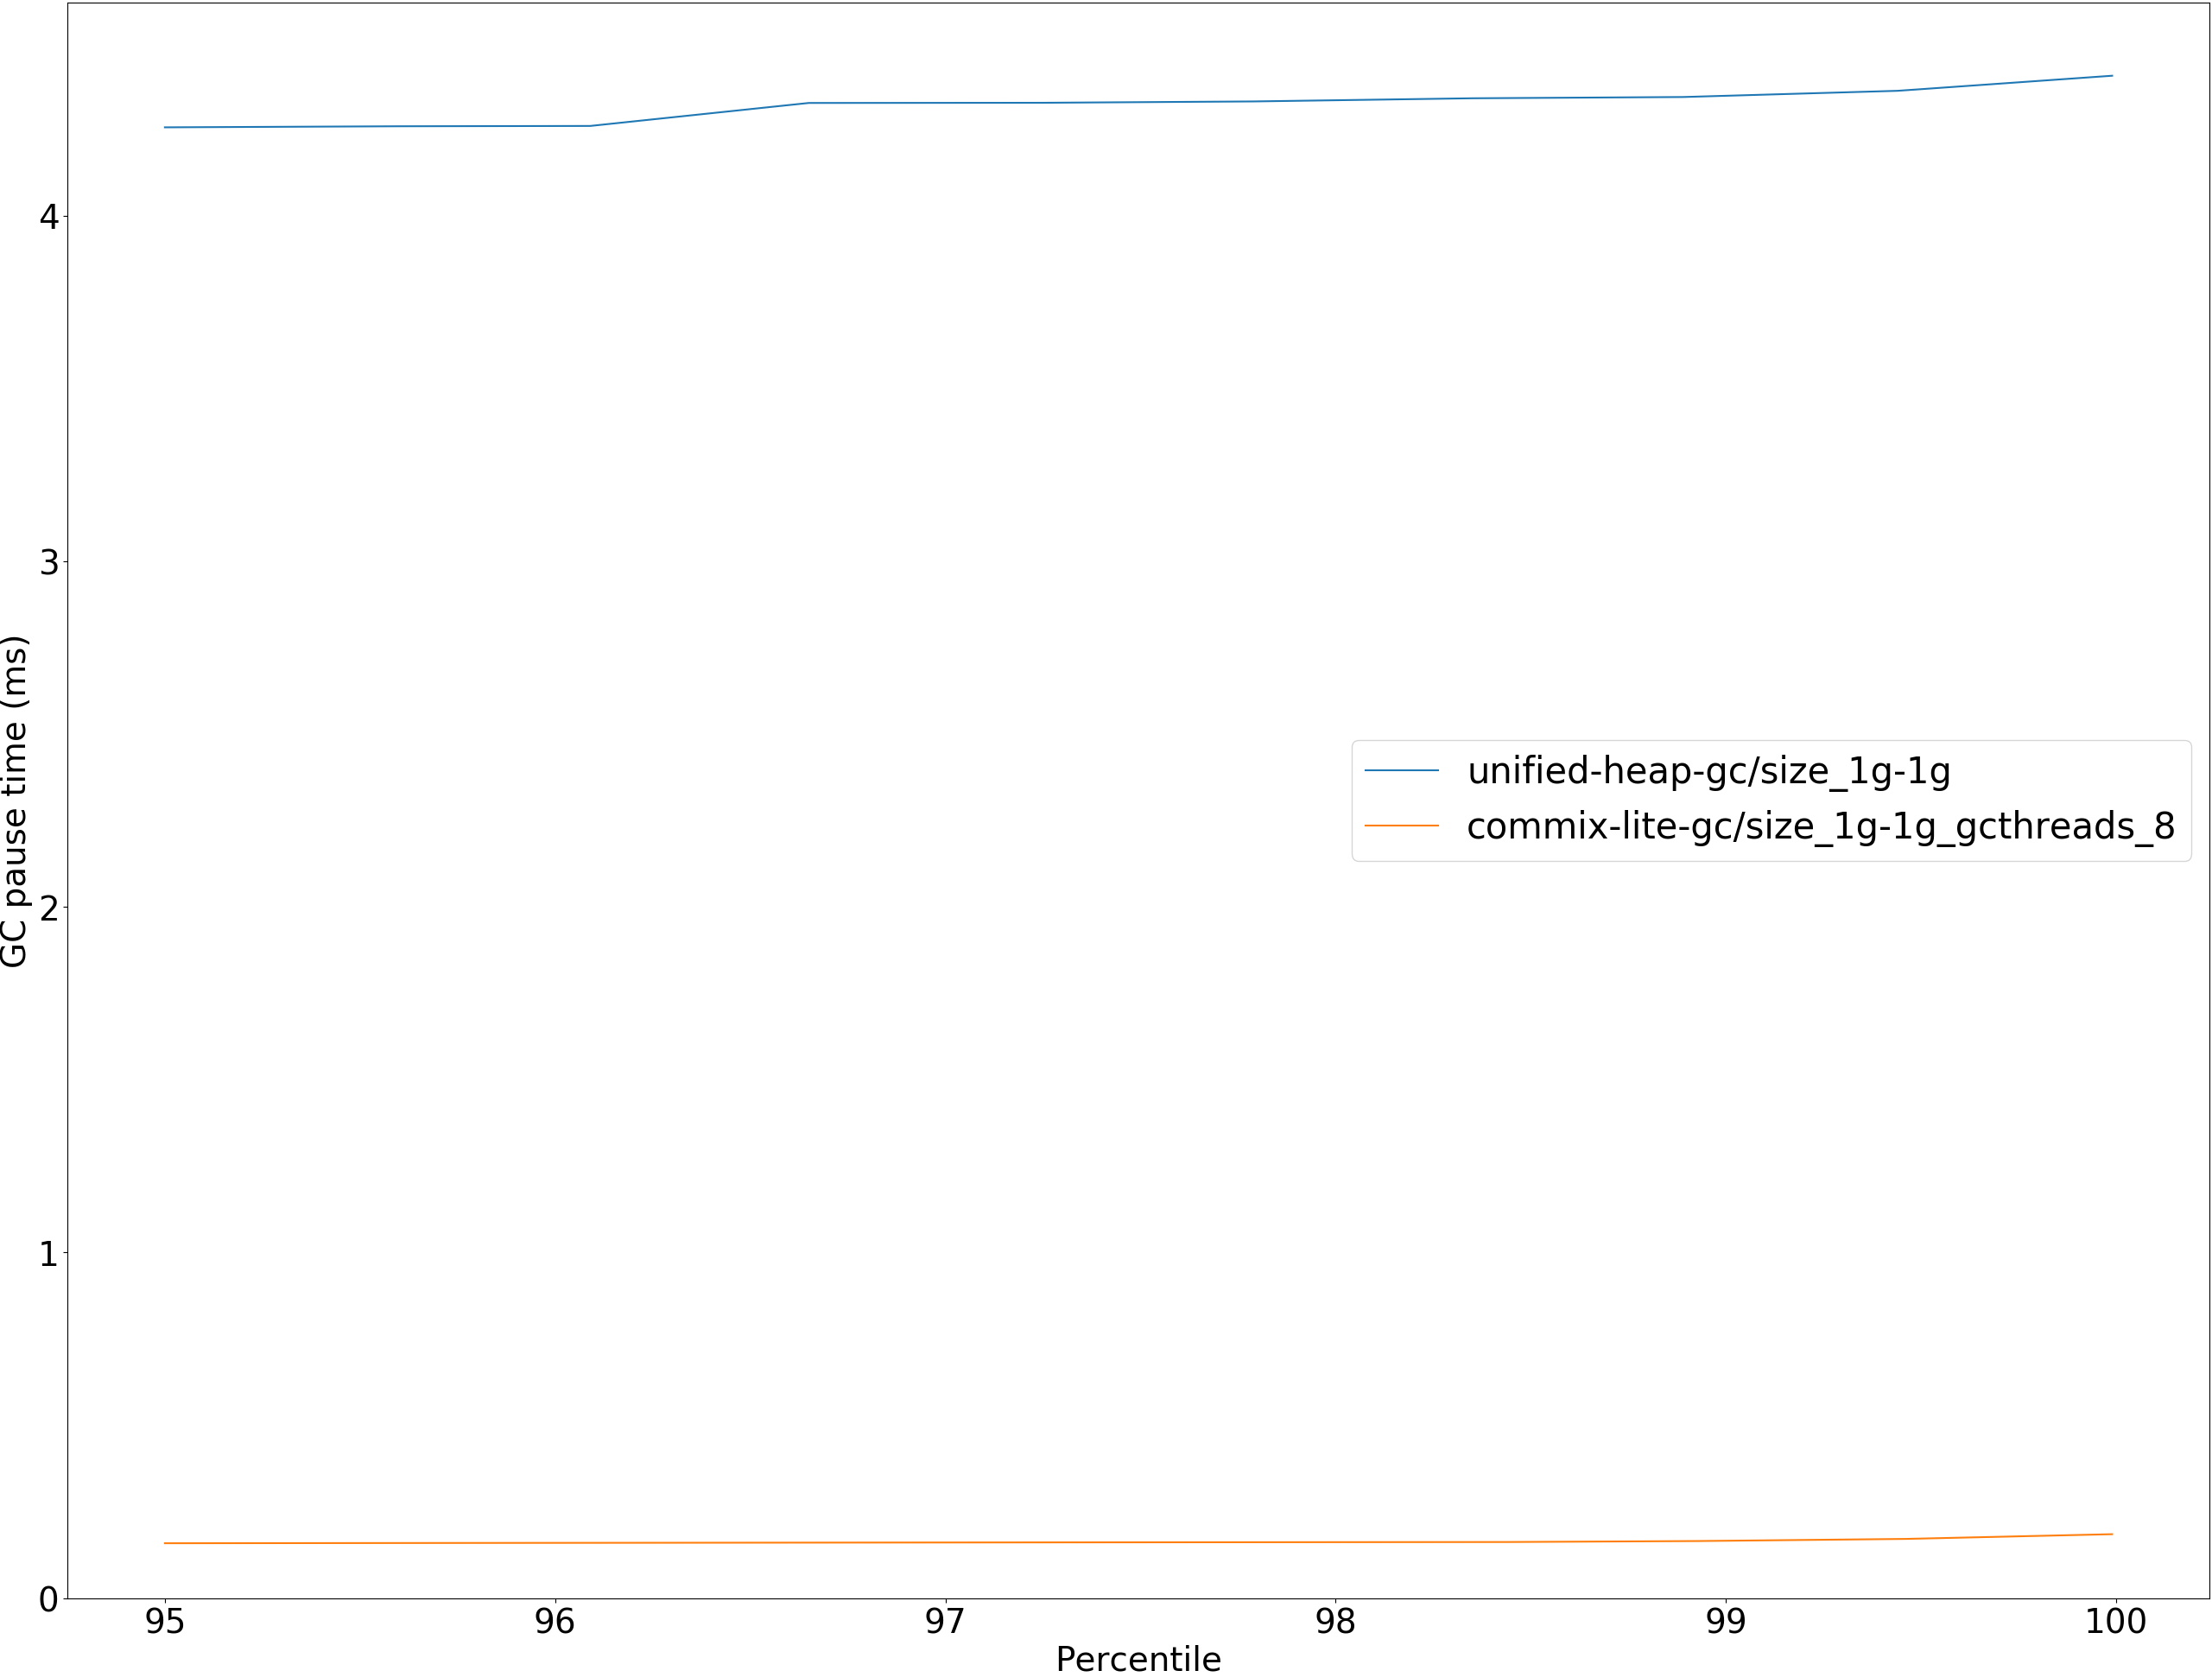 GC pause time (ms)
4
3
2
1
0
unified-heap-gc/size_1g-1g
commix-lite-gc/size_1g-1g_gcthreads_8
95 96 97 98 99 100
Percentile